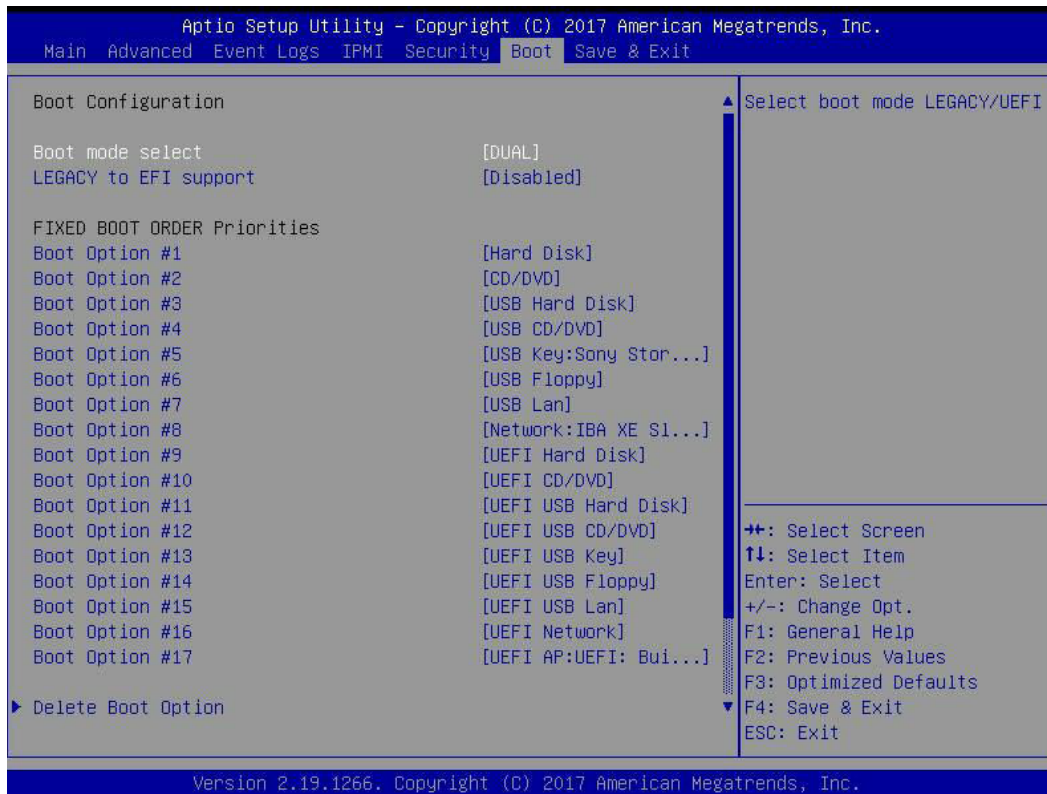 Aptio Setup Utility – Copyright (C) 2017 American Megatrends, Inc.
Main Advanced Event Logs IPMI Security Boot Save & Exit
Boot Configuration
Boot mode select [DUAL]
LEGACY to EFI support [Disabled]
FIXED BOOT ORDER Priorities
Boot Option #1 [Hard Disk]
Boot Option #2 [CD/DVD]
Boot Option #3 [USB Hard Disk]
Boot Option #4 [USB CD/DVD]
Boot Option #5 [USB Key:Sony Stor...]
Boot Option #6 [USB Floppy]
Boot Option #7 [USB Lan]
Boot Option #8 [Network:IBA XE Sl...]
Boot Option #9 [UEFI Hard Disk]
Boot Option #10 [UEFI CD/DVD]
Boot Option #11 [UEFI USB Hard Disk]
Boot Option #12 [UEFI USB CD/DVD]
Boot Option #13 [UEFI USB Key]
Boot Option #14 [UEFI USB Floppy]
Boot Option #15 [UEFI USB Lan]
Boot Option #16 [UEFI Network]
Boot Option #17 [UEFI AP:UEFI: Bui...]
Delete Boot Option
Select boot mode LEGACY/UEFI
→←: Select Screen
↑↓: Select Item
Enter: Select
+/-: Change Opt.
F1: General Help
F2: Previous Values
F3: Optimized Defaults
F4: Save & Exit
ESC: Exit
Version 2.19.1266. Copyright (C) 2017 American Megatrends, Inc.